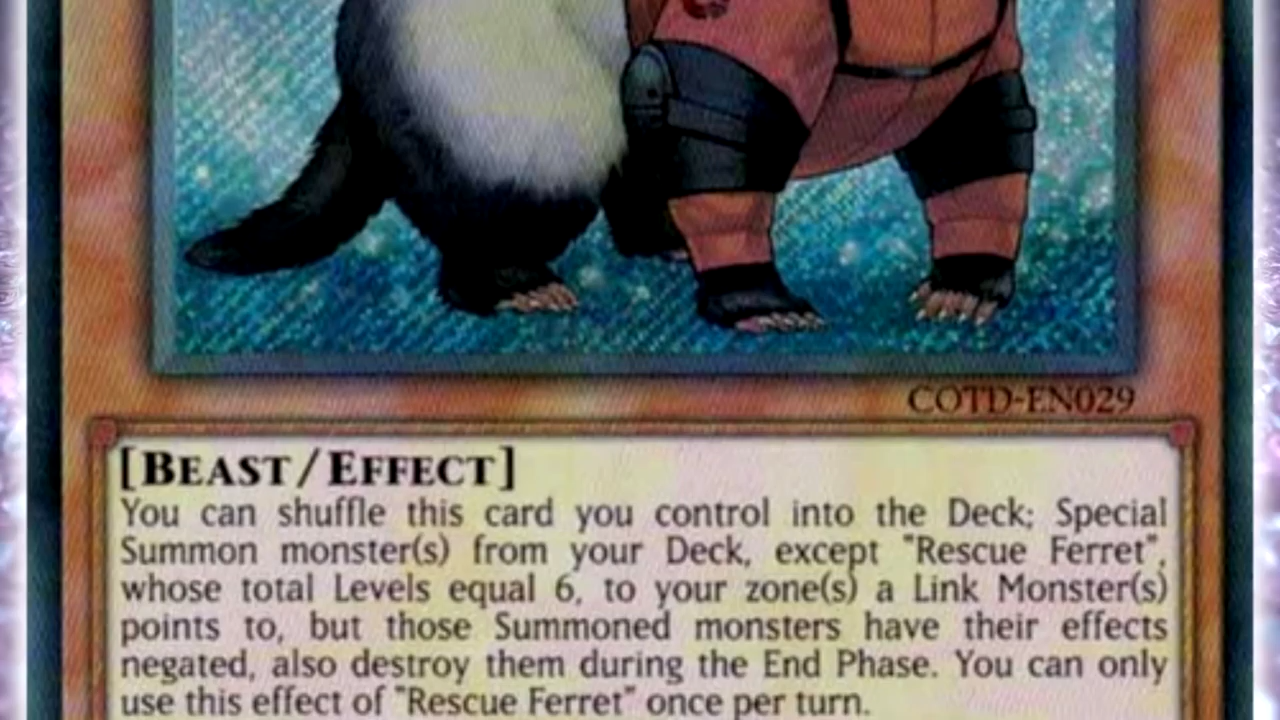 COTD-EN029
[BEAST/EFFECT]
You can shuffle this card you control into the Deck; Special
Summon monster(s) from your Deck, except "Rescue Ferret",
whose total Levels equal 6, to your zone(s) a Link Monster(s)
points to, but those Summoned monsters have their effects
negated, also destroy them during the End Phase. You can only
use this effect of "Rescue Ferret" once per turn.